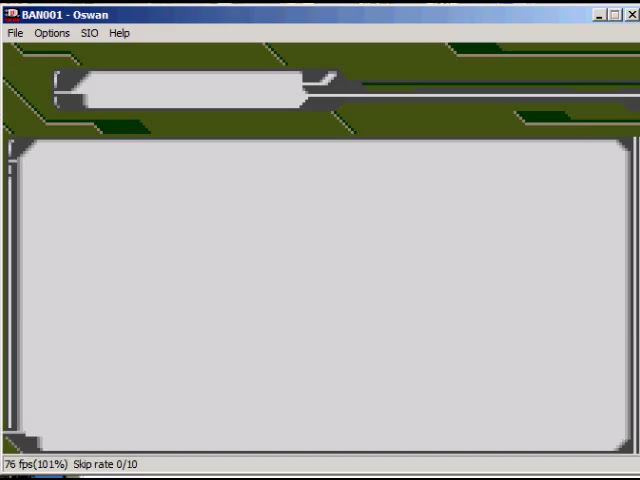 BAN001 - Oswan
File Options SIO Help
76 fps(101%) Skip rate 0/10